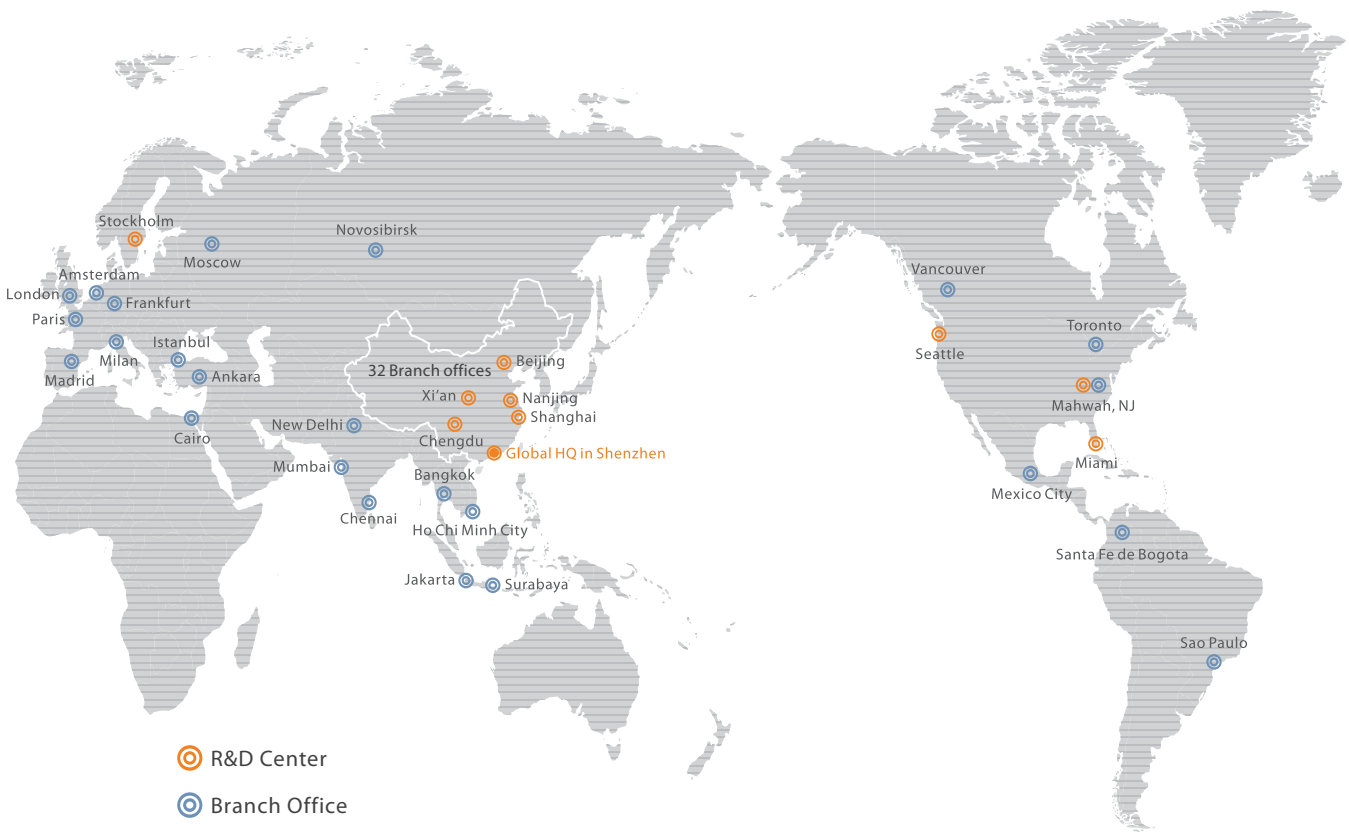 Stockholm
Novosibirsk
Moscow
Amsterdam
London
Frankfurt
Paris
Istanbul
Milan
Madrid
Ankara
Cairo
32 Branch offices
Beijing
Xi'an
Nanjing
Shanghai
New Delhi
Chengdu
Global HQ in Shenzhen
Mumbai
Bangkok
Chennai
Ho Chi Minh City
Jakarta
Surabaya
Vancouver
Toronto
Seattle
Mahwah, NJ
Miami
Mexico City
Santa Fe de Bogota
Sao Paulo
R&D Center
Branch Office